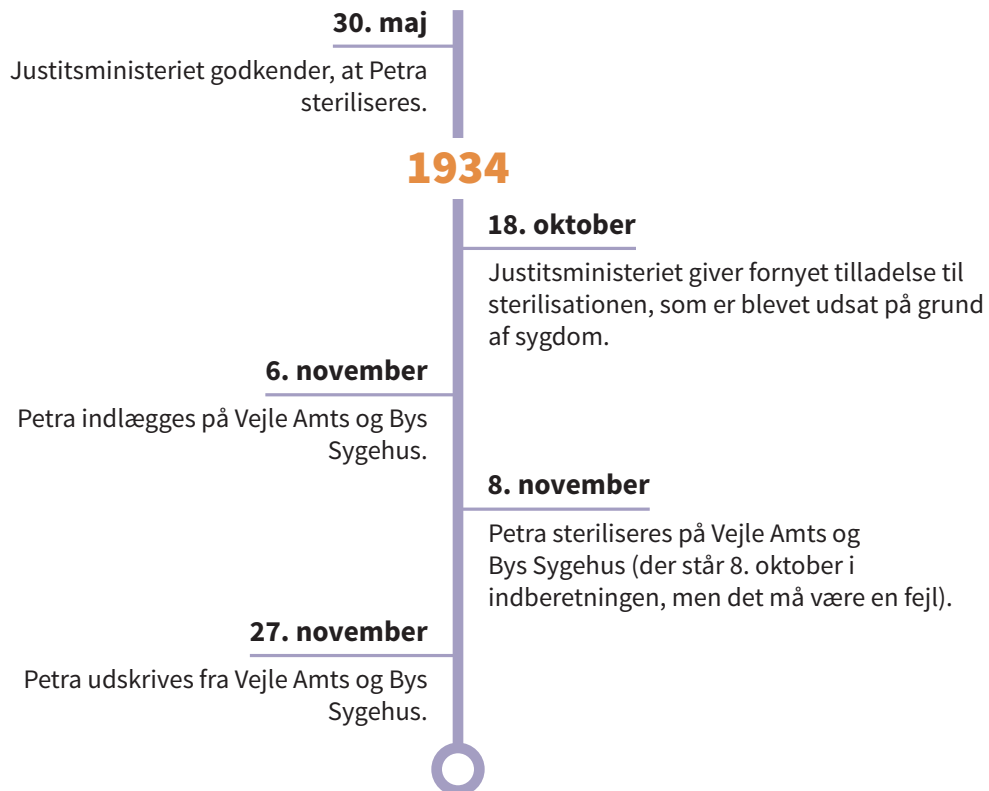 30. maj
Justitsministeriet godkender, at Petra
steriliseres.
1934
18. oktober
Justitsministeriet giver fornyet tilladelse til
sterilisationen, som er blevet udsat på grund
af sygdom.
6. november
Petra indlægges på Vejle Amts og Bys
Sygehus.
8. november
Petra steriliseres på Vejle Amts og
Bys Sygehus (der står 8. oktober i
indberetningen, men det må være en fejl).
27. november
Petra udskrives fra Vejle Amts og Bys
Sygehus.